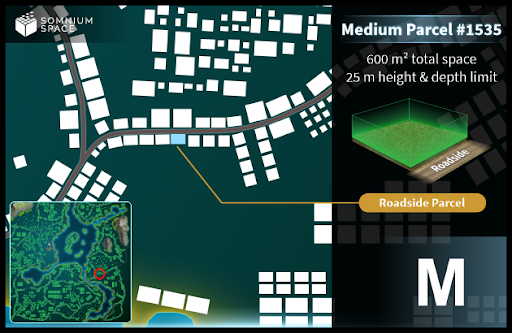 SOMNIUM
SPACE
Medium Parcel #1535
600 m² total space
25 m height & depth limit
Roadside
Roadside Parcel
M